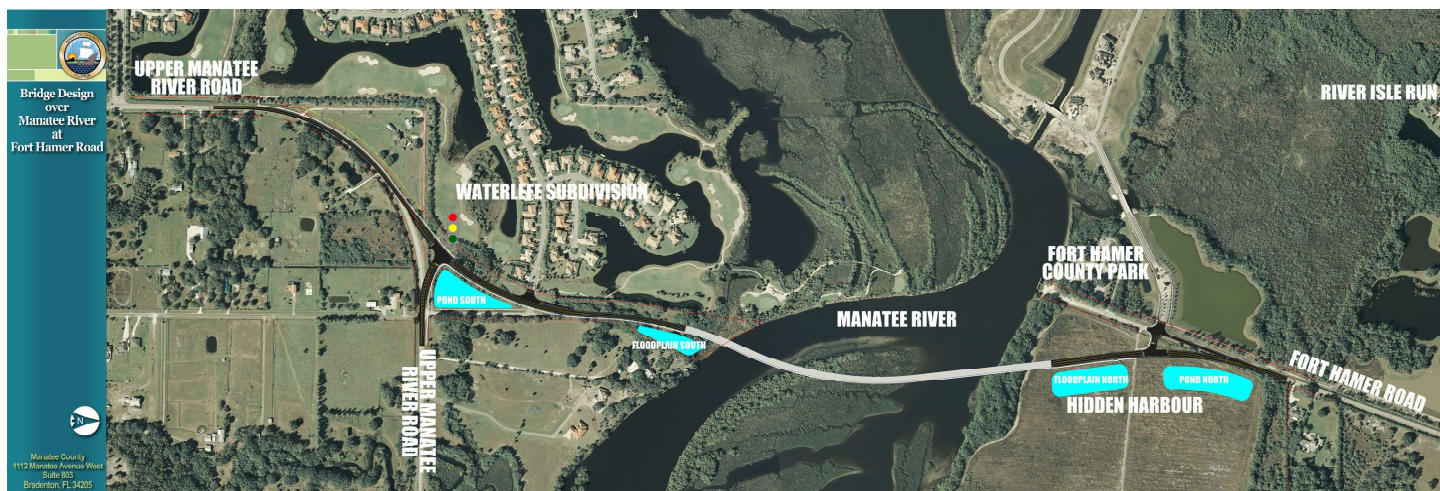 Bridge Design
over
Manatee River
at
Fort Hamer Road
N
Manatee County
1112 Manatee Avenue West
Suite 803
Bradenton, FL 34205
UPPER MANATEE
RIVER ROAD
WATERLEFE SUBDIVISION
POND SOUTH
FLOODPLAIN SOUTH
UPPER MANATEE
RIVER ROAD
MANATEE RIVER
FORT HAMER
COUNTY PARK
RIVER ISLE RUN
FLOODPLAIN NORTH
POND NORTH
HIDDEN HARBOUR
FORT HAMER ROAD